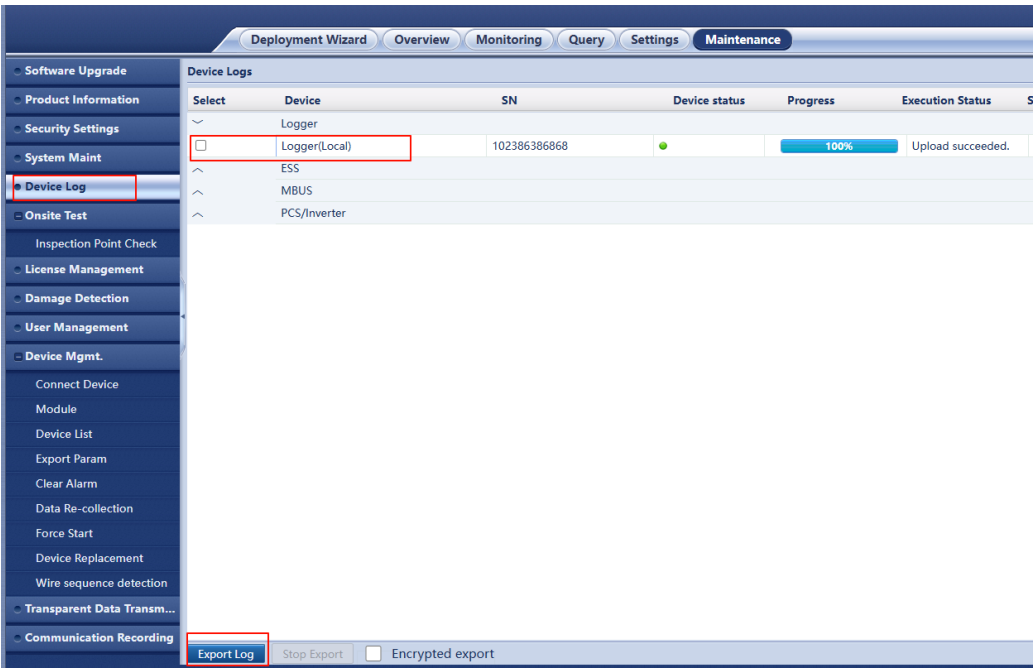 Deployment Wizard Overview Monitoring Query Settings Maintenance
Software Upgrade
Product Information
Security Settings
System Maint
Device Log
Onsite Test
Inspection Point Check
License Management
Damage Detection
User Management
Device Mgmt.
Connect Device
Module
Device List
Export Param
Clear Alarm
Data Re-collection
Force Start
Device Replacement
Wire sequence detection
Transparent Data Transm...
Communication Recording
Device Logs
Select Device SN Device status Progress Execution Status S
Logger
Logger(Local) 102386386868 100% Upload succeeded.
ESS
MBUS
PCS/Inverter
Export Log Stop Export Encrypted export